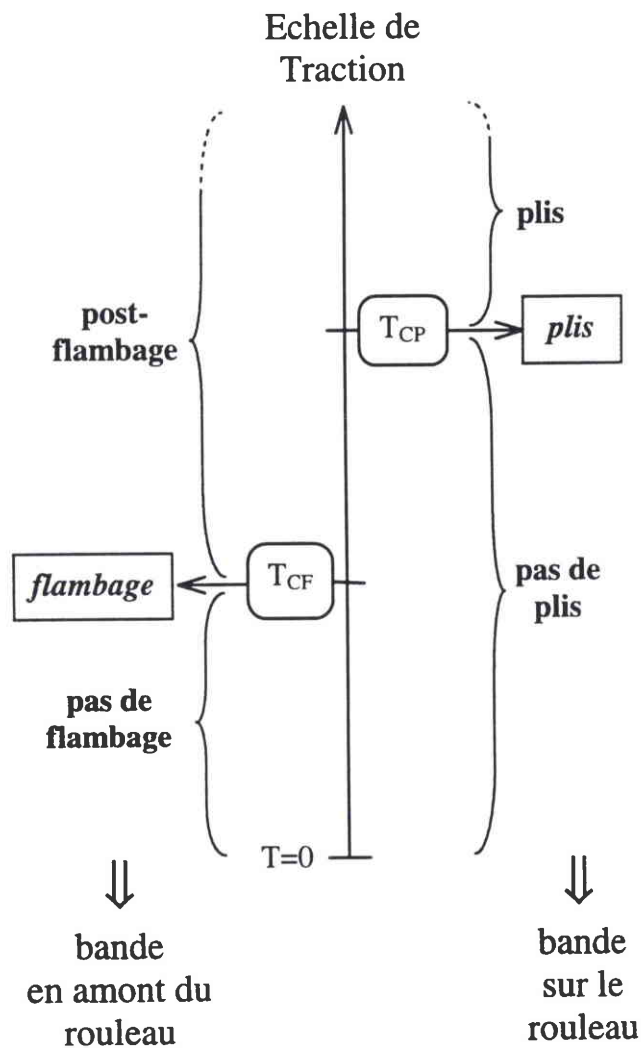 Echelle de
Traction
plis
post-
flambage
T_CP
plis
flambage
T_CF
pas de
plis
pas de
flambage
T=0
bande
en amont du
rouleau
bande
sur le
rouleau